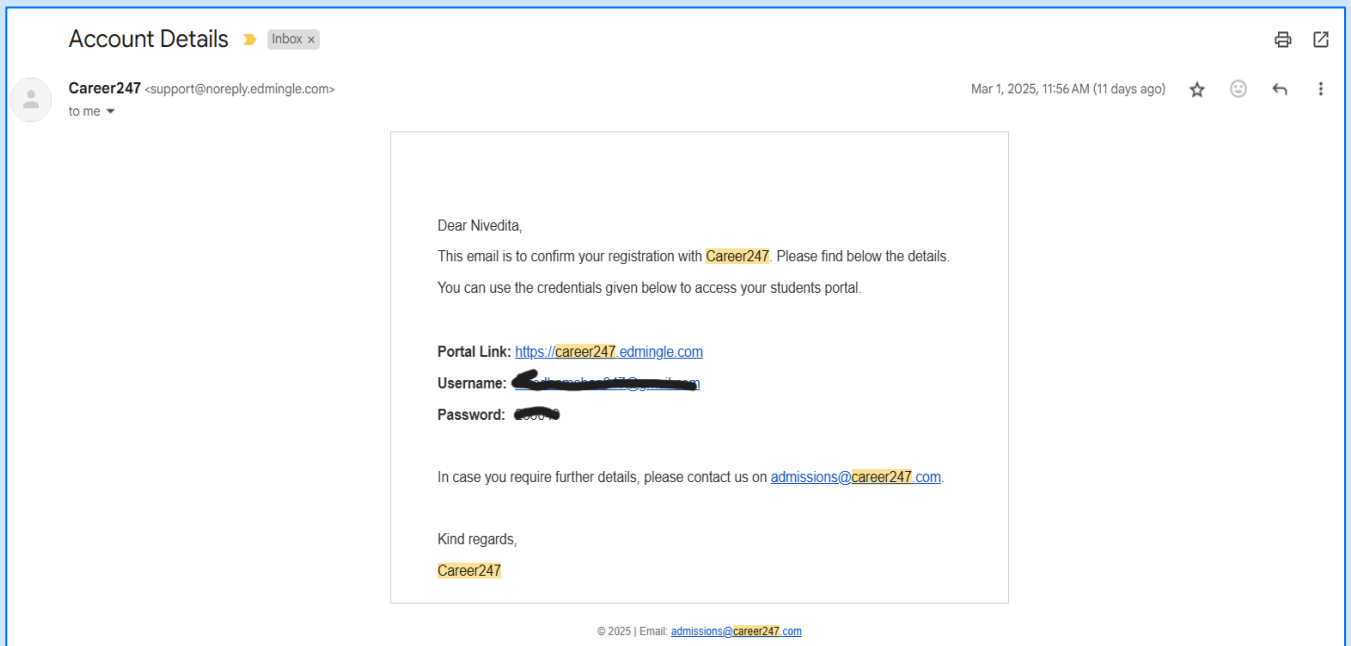 Account Details Inbox ×
Career247 <support@noreply.edmingle.com> Mar 1, 2025, 11:56 AM (11 days ago)
to me
Dear Nivedita,
This email is to confirm your registration with Career247. Please find below the details.
You can use the credentials given below to access your students portal.
Portal Link: https://career247.edmingle.com
Username:
Password:
In case you require further details, please contact us on admissions@career247.com.
Kind regards,
Career247
© 2025 | Email: admissions@career247.com